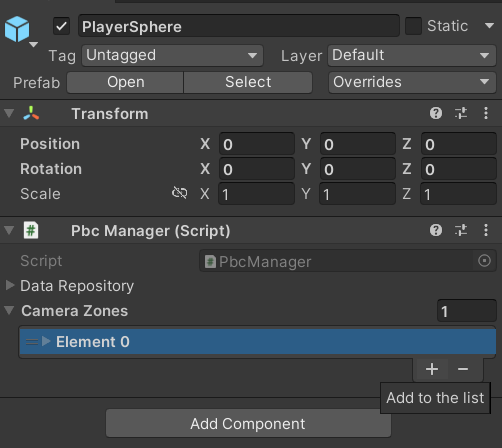 PlayerSphere Static
Tag Untagged Layer Default
Prefab Open Select Overrides
Transform
Position X 0 Y 0 Z 0
Rotation X 0 Y 0 Z 0
Scale X 1 Y 1 Z 1
# Pbc Manager (Script)
Script # PbcManager
Data Repository
Camera Zones 1
Element 0
+ −
Add to the list
Add Component